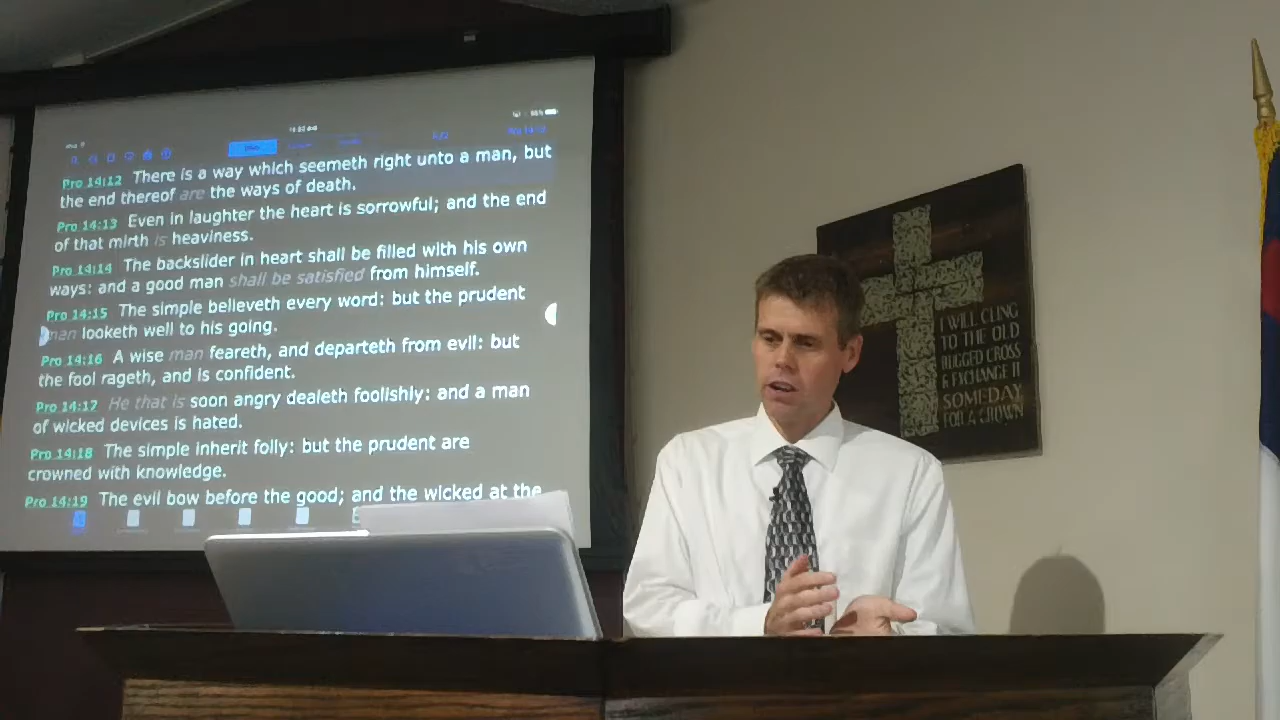 Pro 14:12 There is a way which seemeth right unto a man, but
the end thereof are the ways of death.
Pro 14:13 Even in laughter the heart is sorrowful; and the end
of that mirth is heaviness.
Pro 14:14 The backslider in heart shall be filled with his own
ways: and a good man shall be satisfied from himself.
Pro 14:15 The simple believeth every word: but the prudent
man looketh well to his going.
Pro 14:16 A wise man feareth, and departeth from evil: but
the fool rageth, and is confident.
Pro 14:17 He that is soon angry dealeth foolishly: and a man
of wicked devices is hated.
Pro 14:18 The simple inherit folly: but the prudent are
crowned with knowledge.
Pro 14:19 The evil bow before the good; and the wicked at the
I WILL CLING
TO THE OLD
RUGGED CROSS
& EXCHANGE IT
SOMEDAY
FOR A CROWN